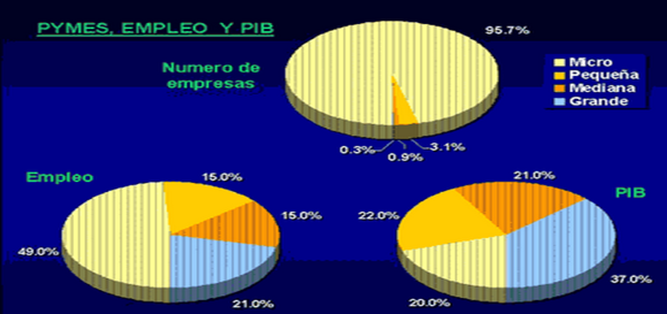 PYMES, EMPLEO Y PIB
95.7%
Numero de
empresas
Micro
Pequeña
Mediana
Grande
0.3%
0.9%
3.1%
Empleo
15.0%
15.0%
49.0%
21.0%
21.0%
PIB
22.0%
20.0%
37.0%